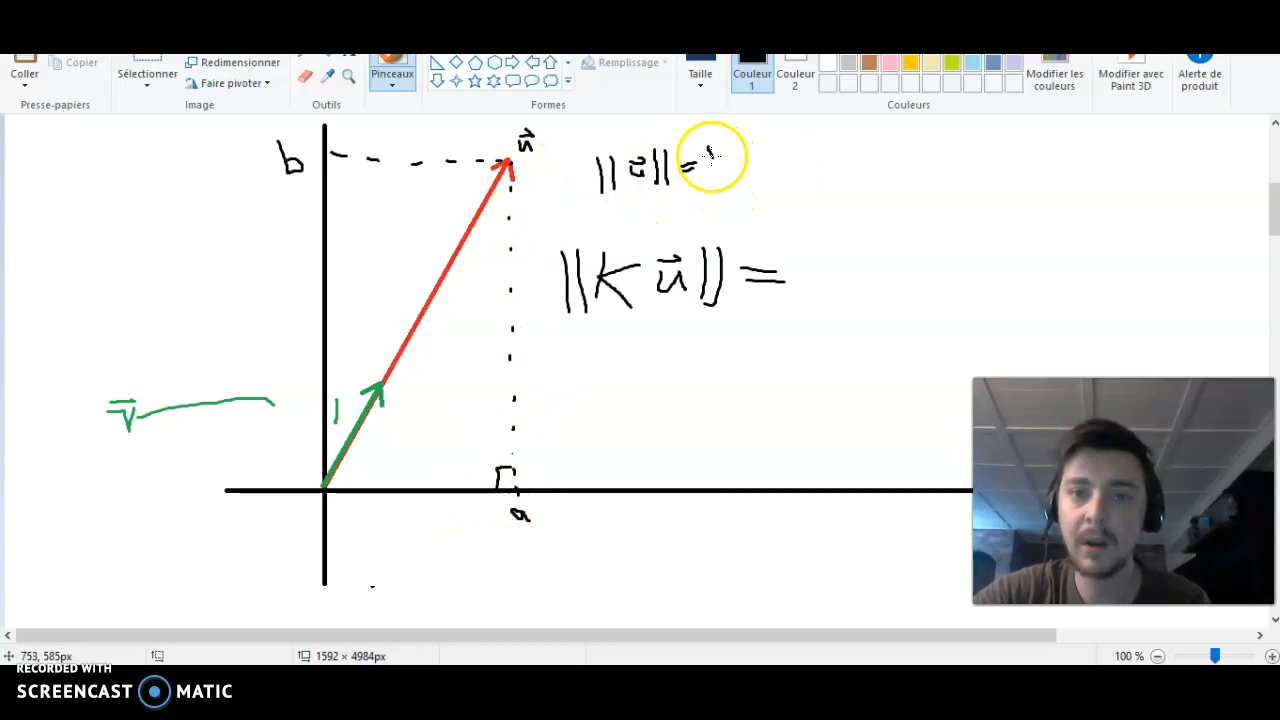 Coller
Copier
Sélectionner
Redimensionner
Faire pivoter
Pinceaux
Remplissage
Taille
Couleur 1
Couleur 2
Modifier les couleurs
Modifier avec Paint 3D
Alerte de produit
Presse-papiers
Image
Outils
Formes
Couleurs
b
u⃗
||u⃗|| =
||K u⃗|| =
v⃗
1
a
753, 585px
1592 × 4984px
100 %
RECORDED WITH
SCREENCAST MATIC